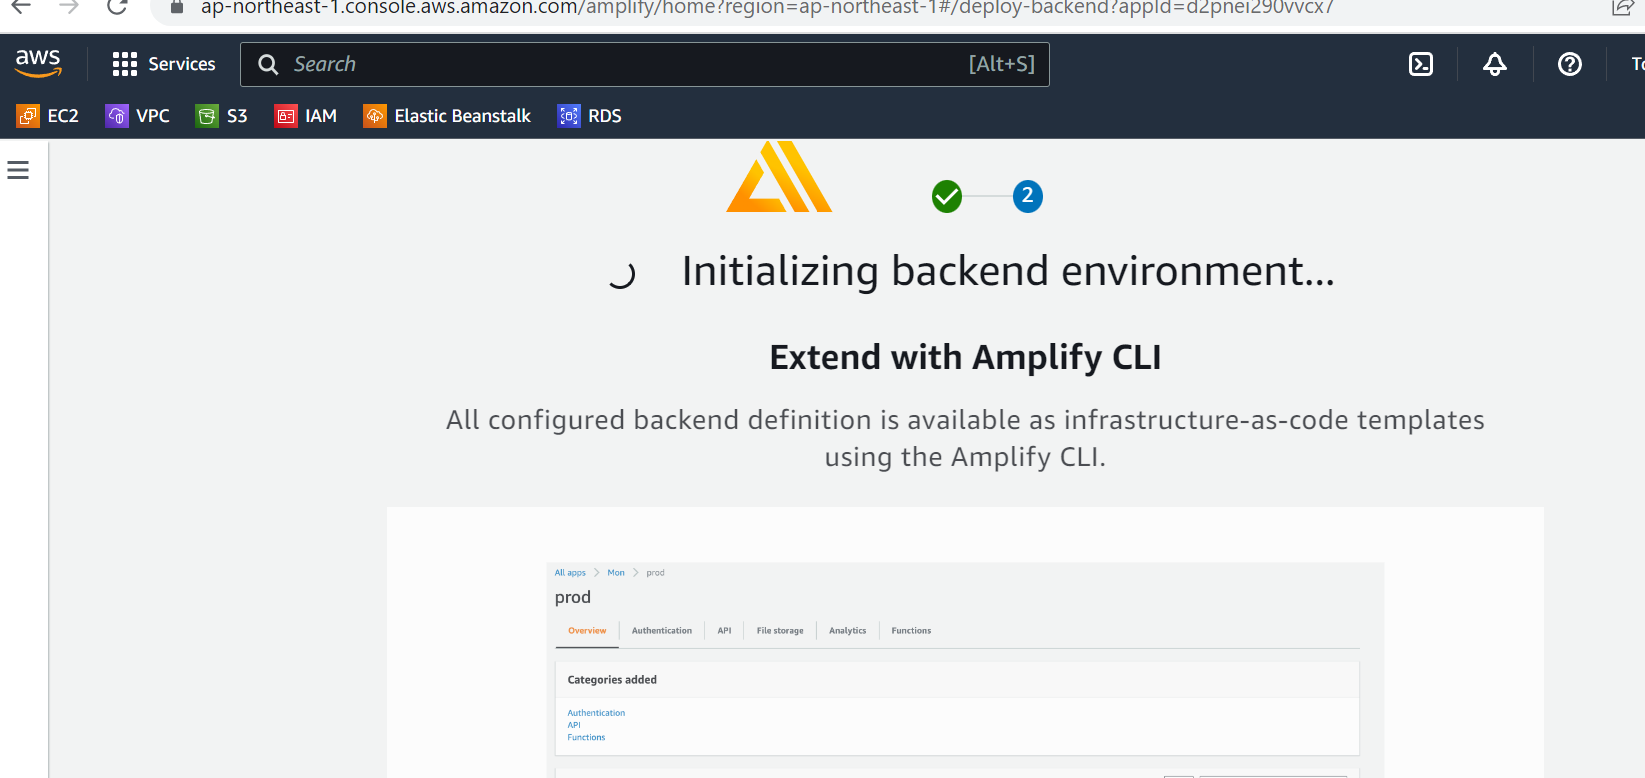 ap-northeast-1.console.aws.amazon.com/amplify/home?region=ap-northeast-1#/deploy-backend?appId=d2pnei290vvcx7
aws Services Search [Alt+S]
EC2 VPC S3 IAM Elastic Beanstalk RDS
2
Initializing backend environment...
Extend with Amplify CLI
All configured backend definition is available as infrastructure-as-code templates
using the Amplify CLI.
All apps > Mon > prod
prod
Overview Authentication API File storage Analytics Functions
Categories added
Authentication
API
Functions